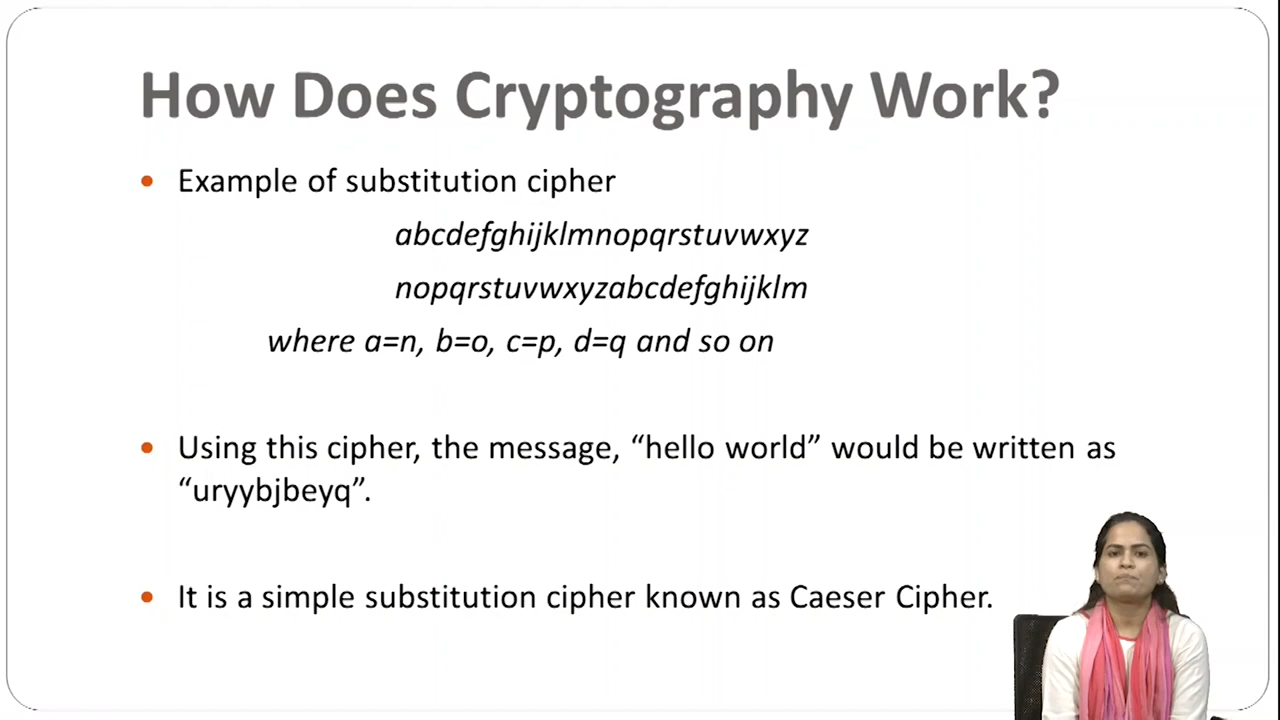 How Does Cryptography Work?
• Example of substitution cipher
abcdefghijklmnopqrstuvwxyz
nopqrstuvwxyzabcdefghijklm
where a=n, b=o, c=p, d=q and so on
• Using this cipher, the message, “hello world” would be written as
“uryybjbeyq”.
• It is a simple substitution cipher known as Caeser Cipher.